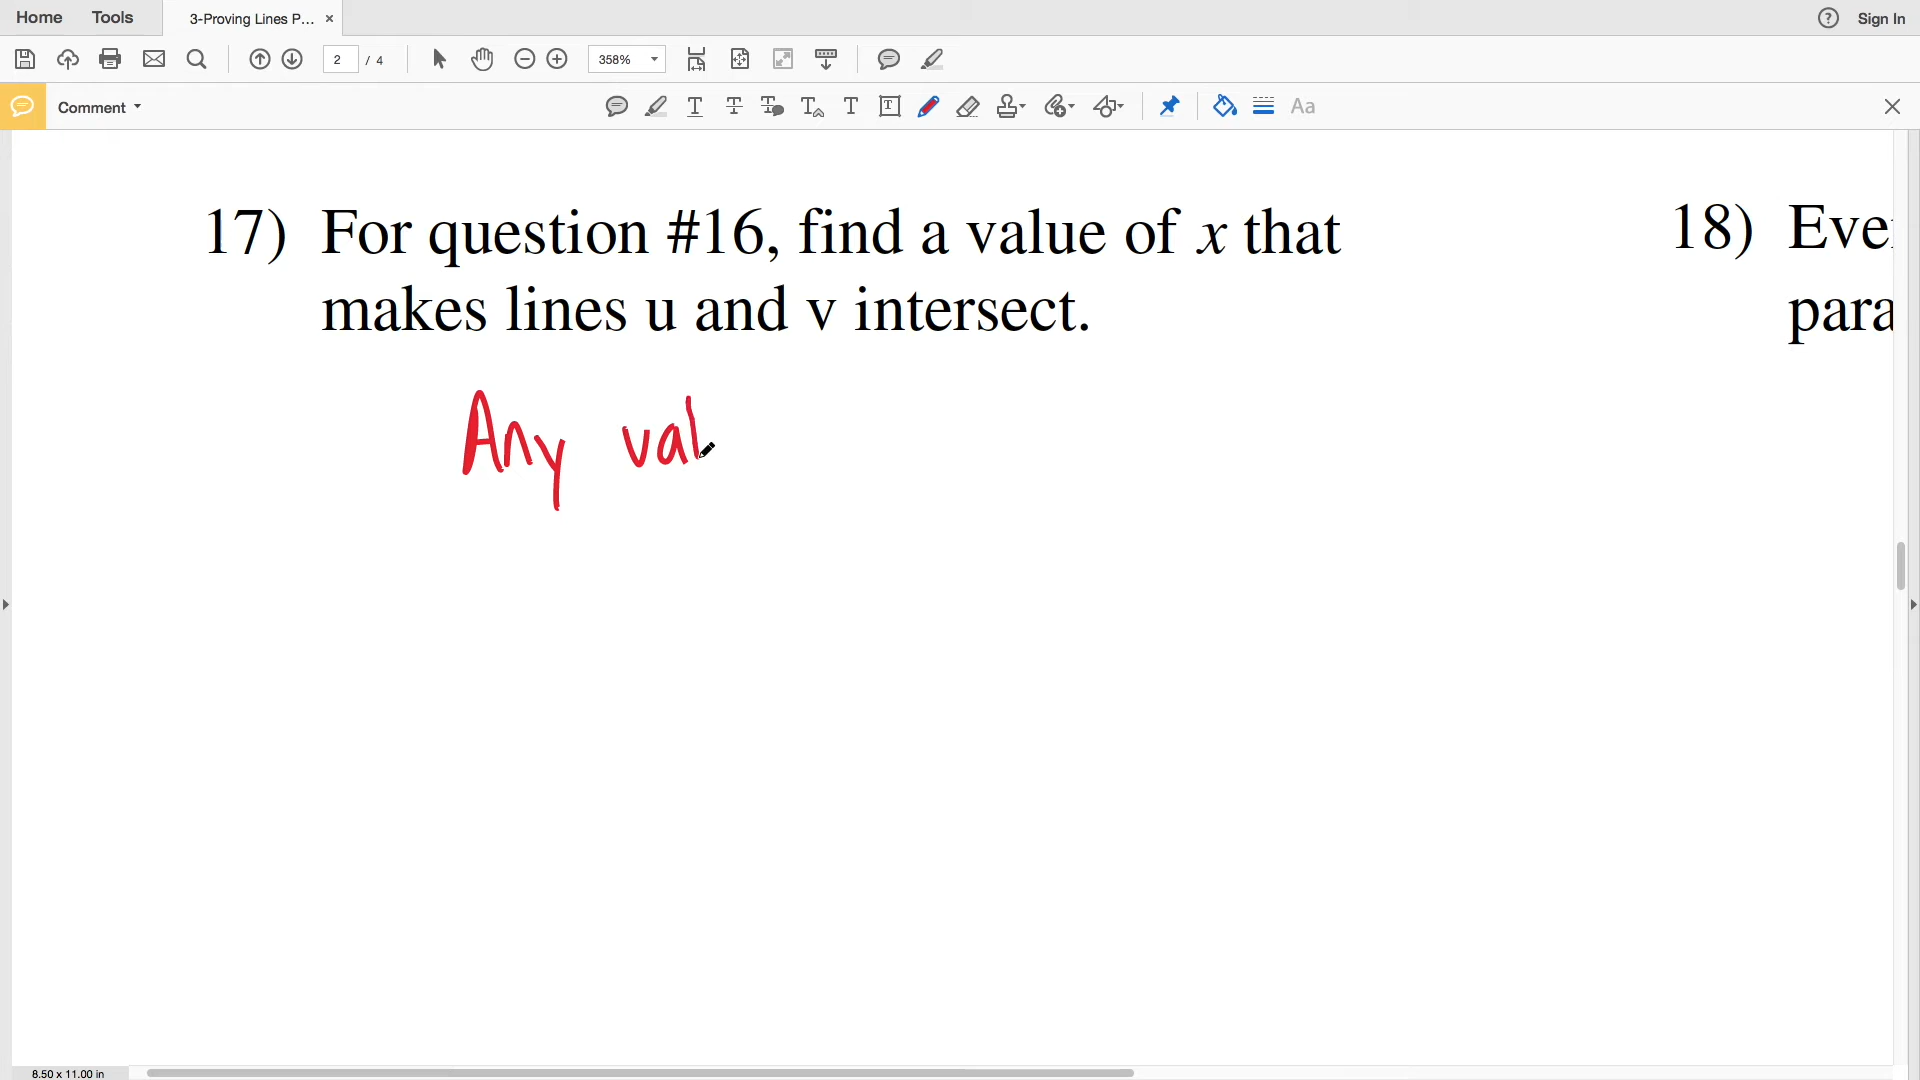 Home Tools 3-Proving Lines P... × ? Sign In
2 / 4 358%
Comment T T T T T T Aa
17) For question #16, find a value of x that
makes lines u and v intersect.
18) Eve
para
Any val
8.50 x 11.00 in